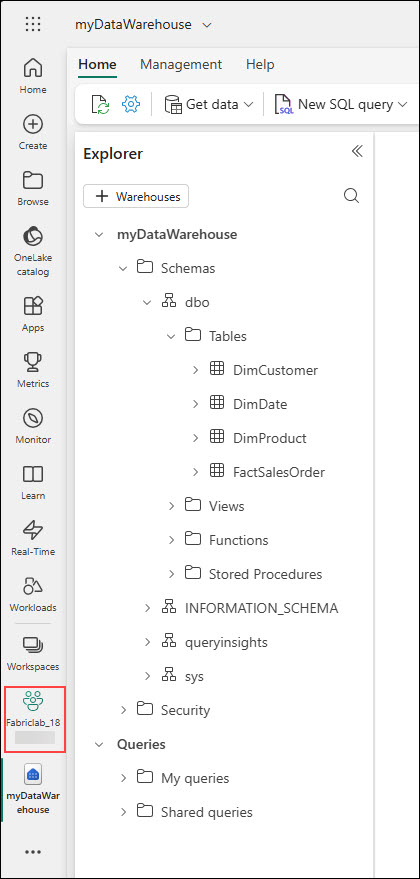 myDataWarehouse
Home
Create
Browse
OneLake
catalog
Apps
Metrics
Monitor
Learn
Real-Time
Workloads
Workspaces
Fabriclab_18
myDataWar
ehouse
Home Management Help
Get data New SQL query
Explorer
+ Warehouses
myDataWarehouse
Schemas
dbo
Tables
DimCustomer
DimDate
DimProduct
FactSalesOrder
Views
Functions
Stored Procedures
INFORMATION_SCHEMA
queryinsights
sys
Security
Queries
My queries
Shared queries